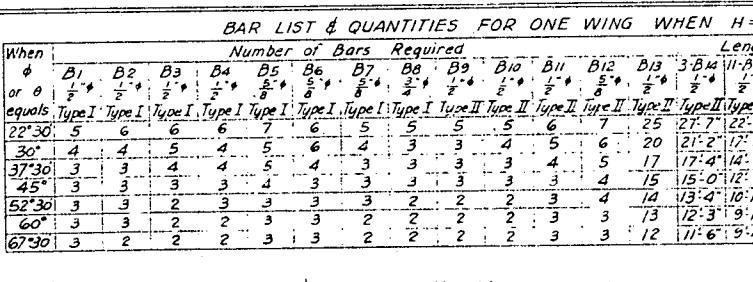 BAR LIST & QUANTITIES FOR ONE WING WHEN H=
When Number of Bars Required Leng
φ B1 B2 B3 B4 B5 B6 B7 B8 B9 B10 B11 B12 B13 3-B14 11-B
or θ 1/2"φ 1/2"φ 1/2"φ 1/2"φ 5/8"φ 5/8"φ 5/8"φ 3/4"φ 1/2"φ 1/2"φ 1/2"φ 5/8"φ 1/2"φ 1/2"φ
equals Type I Type I Type I Type I Type I Type I Type I Type I Type II Type II Type II Type II Type II Type II Type
22°30 5 6 6 6 7 6 5 5 5 5 6 7 25 27'-7" 22'-
30° 4 4 5 4 5 6 4 3 3 4 5 6 20 21'-2" 17'-
37°30 3 3 4 4 5 4 3 3 3 3 4 5 17 17'-4" 14'
45° 3 3 3 3 4 3 3 3 3 3 3 4 15 15'-0" 12'-
52°30 3 3 2 3 3 3 3 2 2 2 3 4 14 13'-4" 10'-
60° 3 3 2 2 3 3 2 2 2 2 3 3 13 12'-3" 9'-
67°30 3 2 2 2 3 3 2 2 2 2 3 3 12 11'-6" 9'-